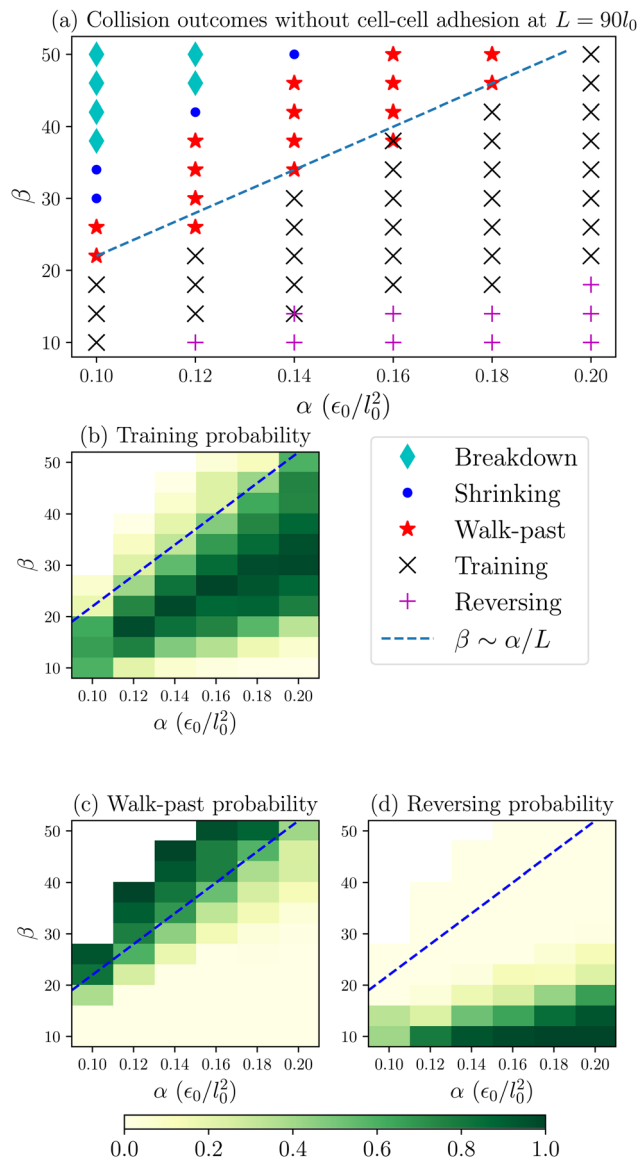 (a) Collision outcomes without cell-cell adhesion at L = 90l₀
50
40
30
20
10
β
0.10 0.12 0.14 0.16 0.18 0.20
α (ϵ₀/l₀²)
(b) Training probability
50
40
30
20
10
β
0.10 0.12 0.14 0.16 0.18 0.20
α (ϵ₀/l₀²)
Breakdown
Shrinking
Walk-past
Training
Reversing
β ∼ α/L
(c) Walk-past probability
50
40
30
20
10
β
0.10 0.12 0.14 0.16 0.18 0.20
α (ϵ₀/l₀²)
(d) Reversing probability
50
40
30
20
10
0.10 0.12 0.14 0.16 0.18 0.20
α (ϵ₀/l₀²)
0.0 0.2 0.4 0.6 0.8 1.0